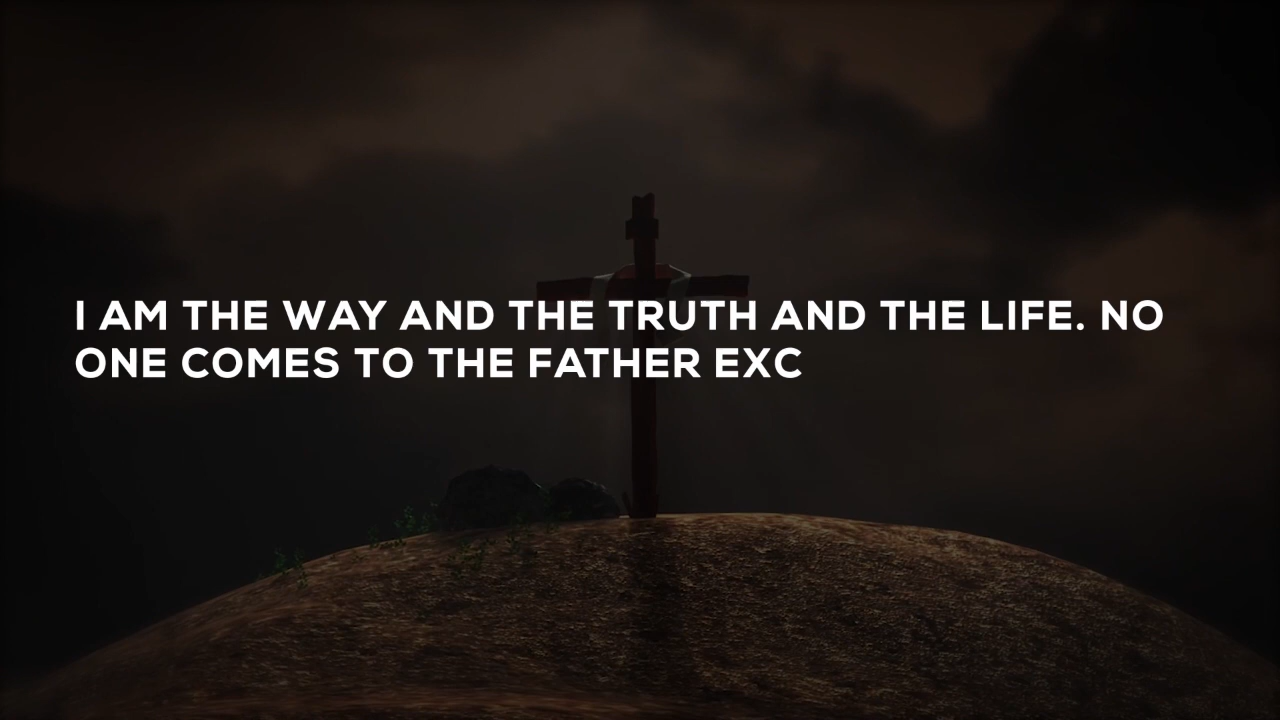 I AM THE WAY AND THE TRUTH AND THE LIFE. NO
ONE COMES TO THE FATHER EXC